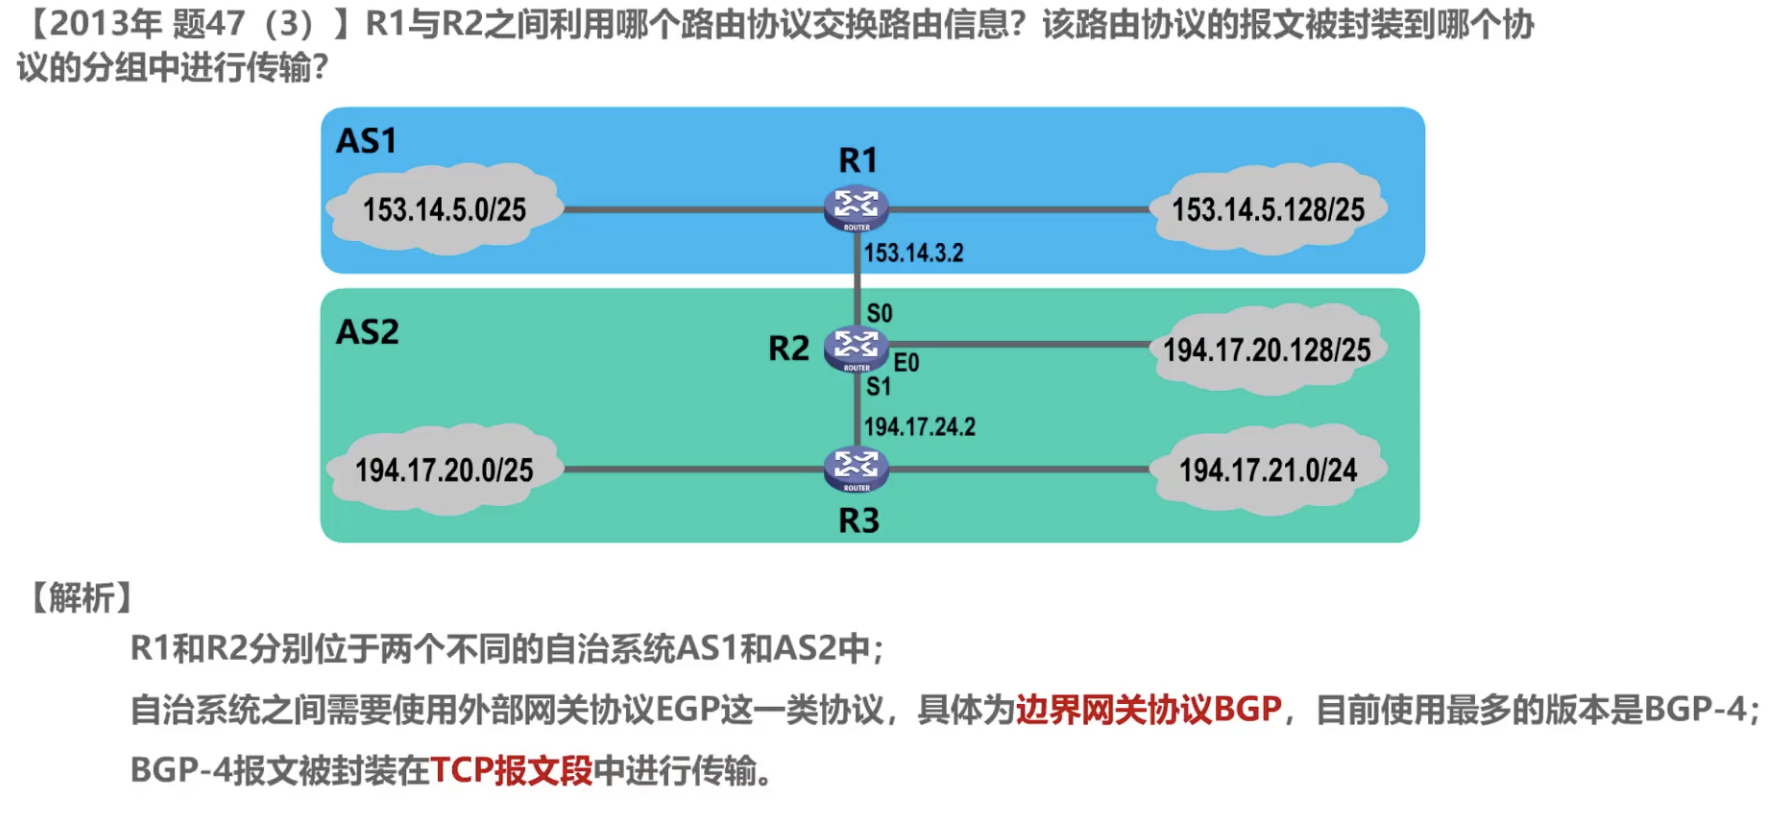 【2013年 题47（3）】R1与R2之间利用哪个路由协议交换路由信息？该路由协议的报文被封装到哪个协
议的分组中进行传输？
AS1
R1
153.14.5.0/25
153.14.5.128/25
ROUTER
153.14.3.2
AS2
S0
R2
194.17.20.128/25
ROUTER
E0
S1
194.17.24.2
194.17.20.0/25
194.17.21.0/24
ROUTER
R3
【解析】
R1和R2分别位于两个不同的自治系统AS1和AS2中；
自治系统之间需要使用外部网关协议EGP这一类协议，具体为边界网关协议BGP，目前使用最多的版本是BGP-4；
BGP-4报文被封装在TCP报文段中进行传输。